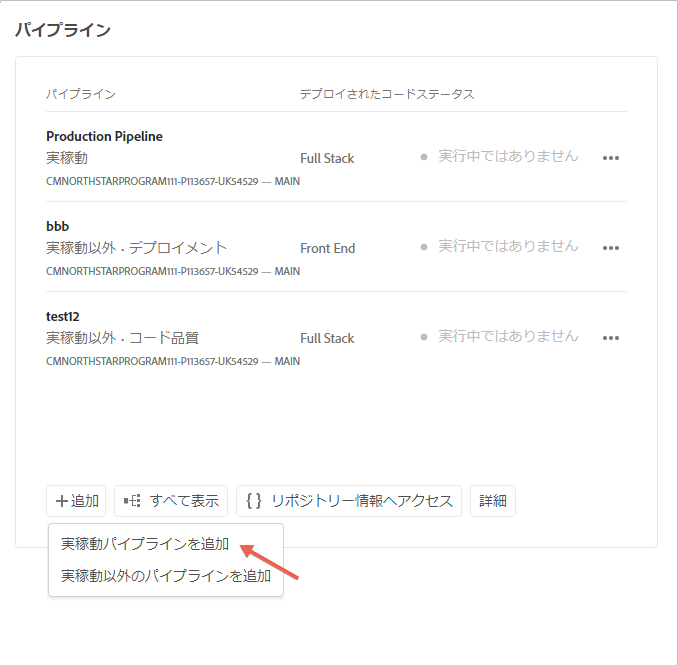 パイプライン
パイプライン デプロイされたコードステータス
Production Pipeline
実稼動 Full Stack 実行中ではありません
CMNORTHSTARPROGRAM111-P113657-UK54529 — MAIN
bbb
実稼動以外・デプロイメント Front End 実行中ではありません
CMNORTHSTARPROGRAM111-P113657-UK54529 — MAIN
test12
実稼動以外・コード品質 Full Stack 実行中ではありません
CMNORTHSTARPROGRAM111-P113657-UK54529 — MAIN
+追加 すべて表示 { } リポジトリー情報へアクセス 詳細
実稼動パイプラインを追加
実稼動以外のパイプラインを追加